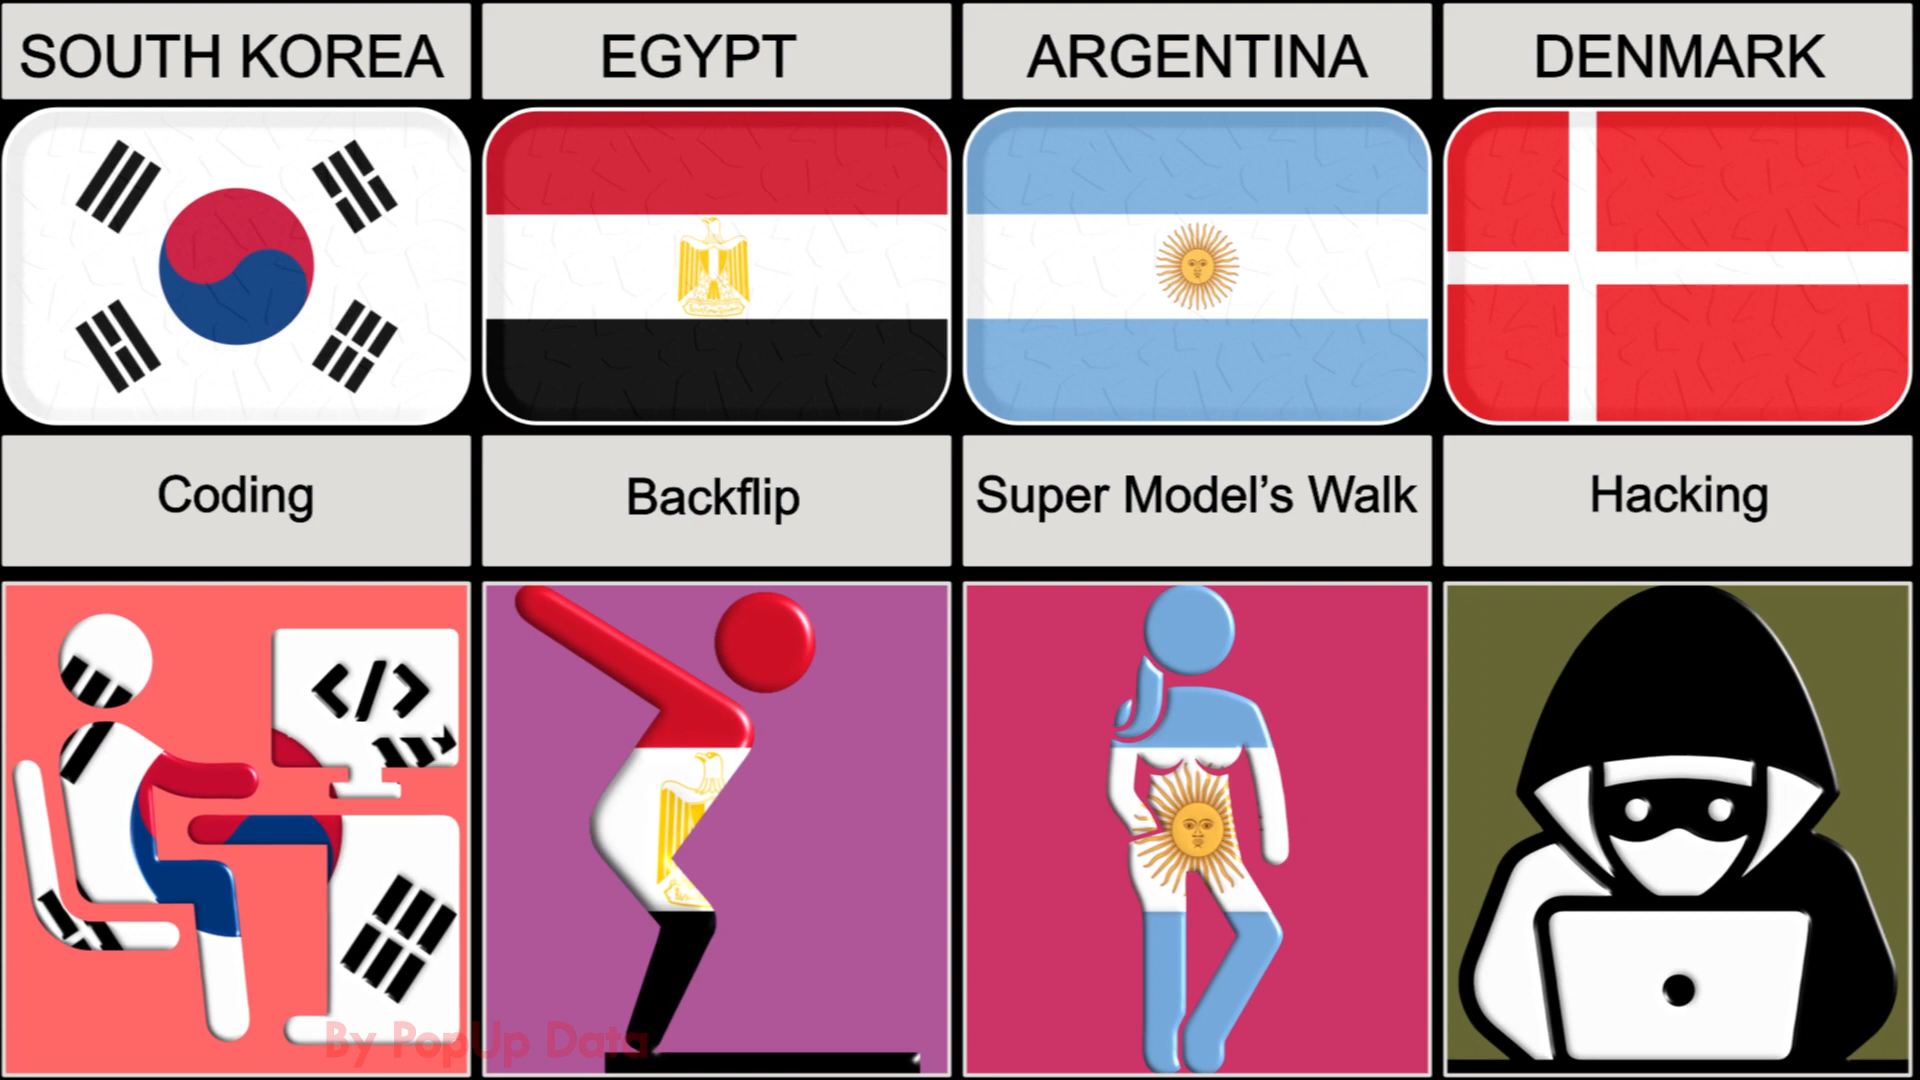 SOUTH KOREA
EGYPT
ARGENTINA
DENMARK
Coding
Backflip
Super Model’s Walk
Hacking
</>
By PopUp Data